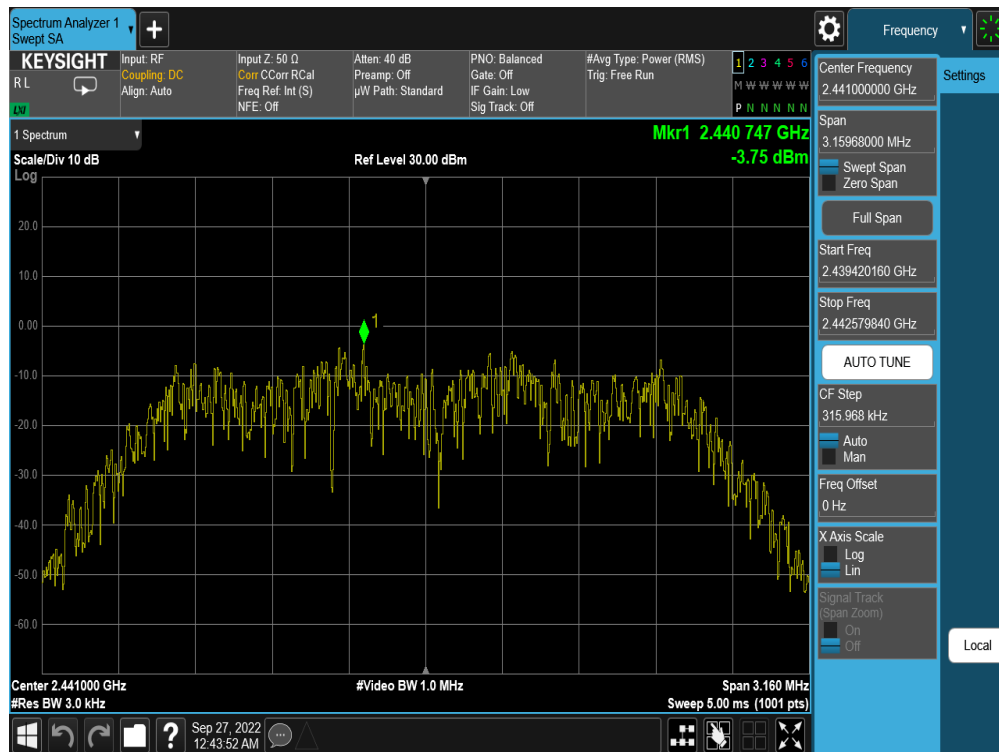 Spectrum Analyzer 1
Swept SA
Frequency
KEYSIGHT
R L
LXI
Input: RF
Coupling: DC
Align: Auto
Input Z: 50 Ω
Corr CCorr RCal
Freq Ref: Int (S)
NFE: Off
Atten: 40 dB
Preamp: Off
µW Path: Standard
PNO: Balanced
Gate: Off
IF Gain: Low
Sig Track: Off
#Avg Type: Power (RMS)
Trig: Free Run
1 2 3 4 5 6
M W W W W W
P N N N N N
1 Spectrum
Scale/Div 10 dB
Log
Ref Level 30.00 dBm
Mkr1 2.440 747 GHz
-3.75 dBm
20.0
10.0
0.00
-10.0
-20.0
-30.0
-40.0
-50.0
-60.0
1
Center 2.441000 GHz
#Res BW 3.0 kHz
#Video BW 1.0 MHz
Span 3.160 MHz
Sweep 5.00 ms (1001 pts)
Center Frequency
2.441000000 GHz
Span
3.15968000 MHz
Swept Span
Zero Span
Full Span
Start Freq
2.439420160 GHz
Stop Freq
2.442579840 GHz
AUTO TUNE
CF Step
315.968 kHz
Auto
Man
Freq Offset
0 Hz
X Axis Scale
Log
Lin
Signal Track
(Span Zoom)
On
Off
Settings
Local
?
Sep 27, 2022
12:43:52 AM